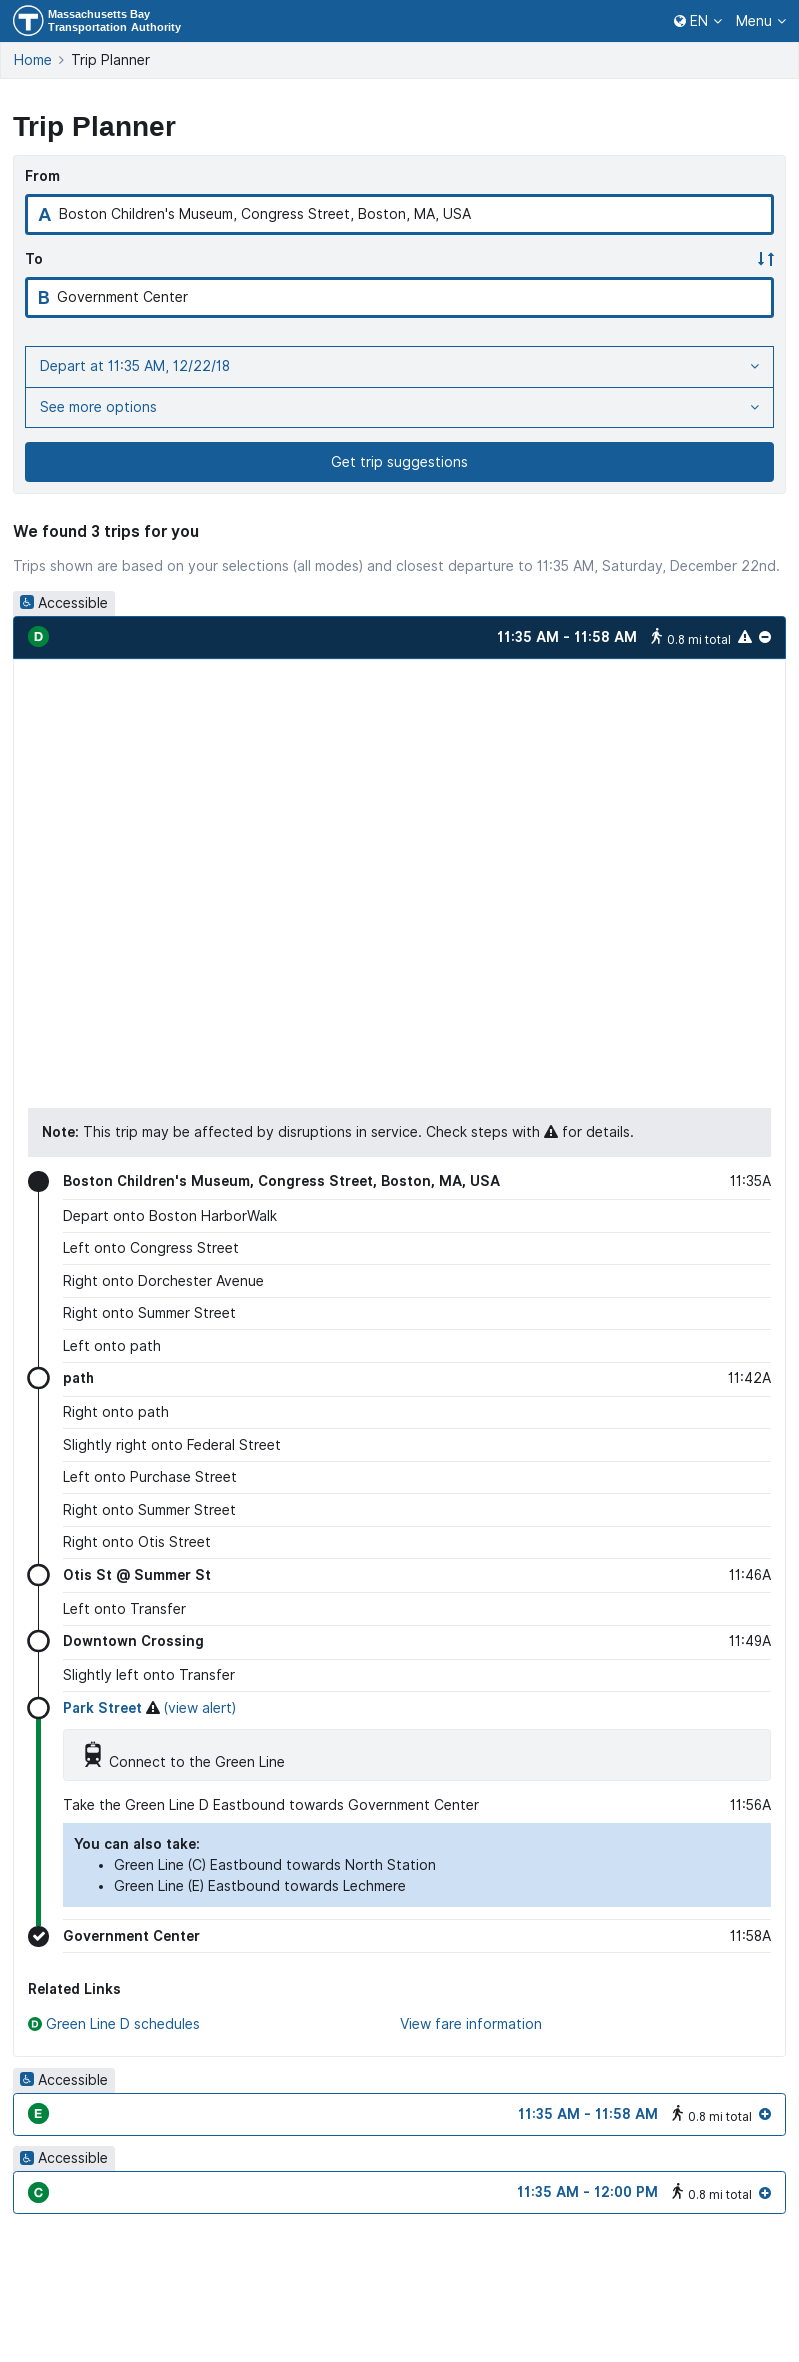 Massachusetts Bay
Transportation Authority
EN
Menu
Home
Trip Planner
Trip Planner
From
A Boston Children's Museum, Congress Street, Boston, MA, USA
To
B Government Center
Depart at 11:35 AM, 12/22/18
See more options
Get trip suggestions
We found 3 trips for you
Trips shown are based on your selections (all modes) and closest departure to 11:35 AM, Saturday, December 22nd.
Accessible
D 11:35 AM - 11:58 AM 0.8 mi total
Note: This trip may be affected by disruptions in service. Check steps with for details.
Boston Children's Museum, Congress Street, Boston, MA, USA 11:35A
Depart onto Boston HarborWalk
Left onto Congress Street
Right onto Dorchester Avenue
Right onto Summer Street
Left onto path
path 11:42A
Right onto path
Slightly right onto Federal Street
Left onto Purchase Street
Right onto Summer Street
Right onto Otis Street
Otis St @ Summer St 11:46A
Left onto Transfer
Downtown Crossing 11:49A
Slightly left onto Transfer
Park Street (view alert)
Connect to the Green Line
Take the Green Line D Eastbound towards Government Center 11:56A
You can also take:
• Green Line (C) Eastbound towards North Station
• Green Line (E) Eastbound towards Lechmere
Government Center 11:58A
Related Links
D Green Line D schedules
View fare information
Accessible
E 11:35 AM - 11:58 AM 0.8 mi total
Accessible
C 11:35 AM - 12:00 PM 0.8 mi total